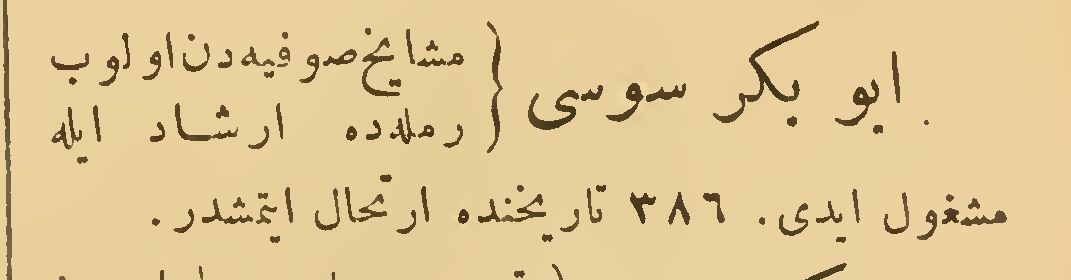 ابو بكر سوسى { مشايخ صوفيه دن اولوب
رمله ده ارشاد ايله
مشغول ايدى. ٣٨٦ تاريخنده ارتحال ايتمشدر.